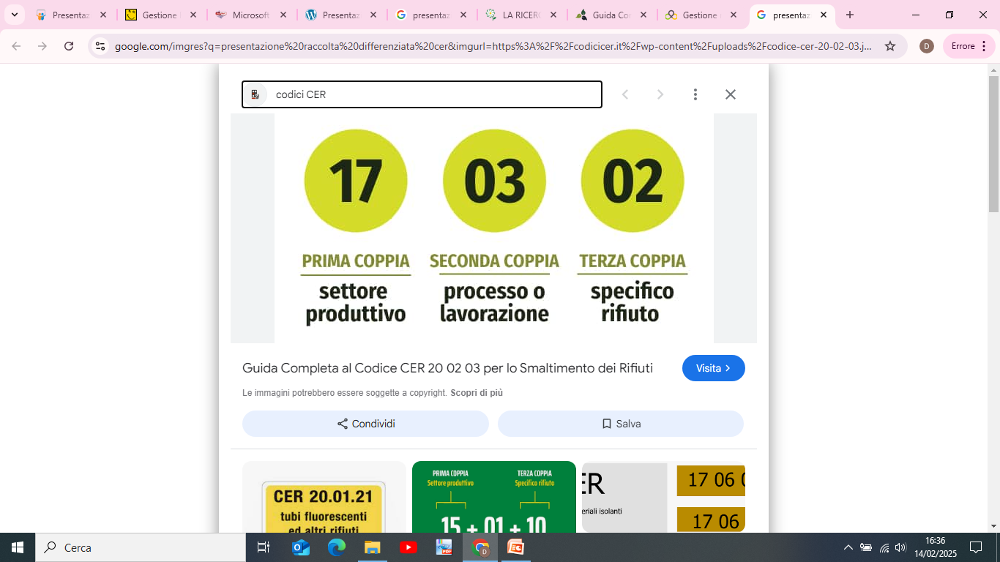 Presentaz
Gestione
Microsoft
Presentaz
presentaz
LA RICERC
Guida Cor
Gestione
presentaz
google.com/imgres?q=presentazione%20raccolta%20differenziata%20cer&imgurl=https%3A%2F%2Fcodicicer.it%2Fwp-content%2Fuploads%2Fcodice-cer-20-02-03.j...
D
Errore
codici CER
17 03 02
PRIMA COPPIA SECONDA COPPIA TERZA COPPIA
settore processo o specifico
produttivo lavorazione rifiuto
Guida Completa al Codice CER 20 02 03 per lo Smaltimento dei Rifiuti
Visita
Le immagini potrebbero essere soggette a copyright. Scopri di più
Condividi
Salva
CER 20.01.21
tubi fluorescenti
ed altri rifiuti
PRIMA COPPIA TERZA COPPIA
Settore produttivo Specifico rifiuto
15 + 01 + 10
ER
eriali isolanti
17 06
17 06
Cerca
16:36
14/02/2025